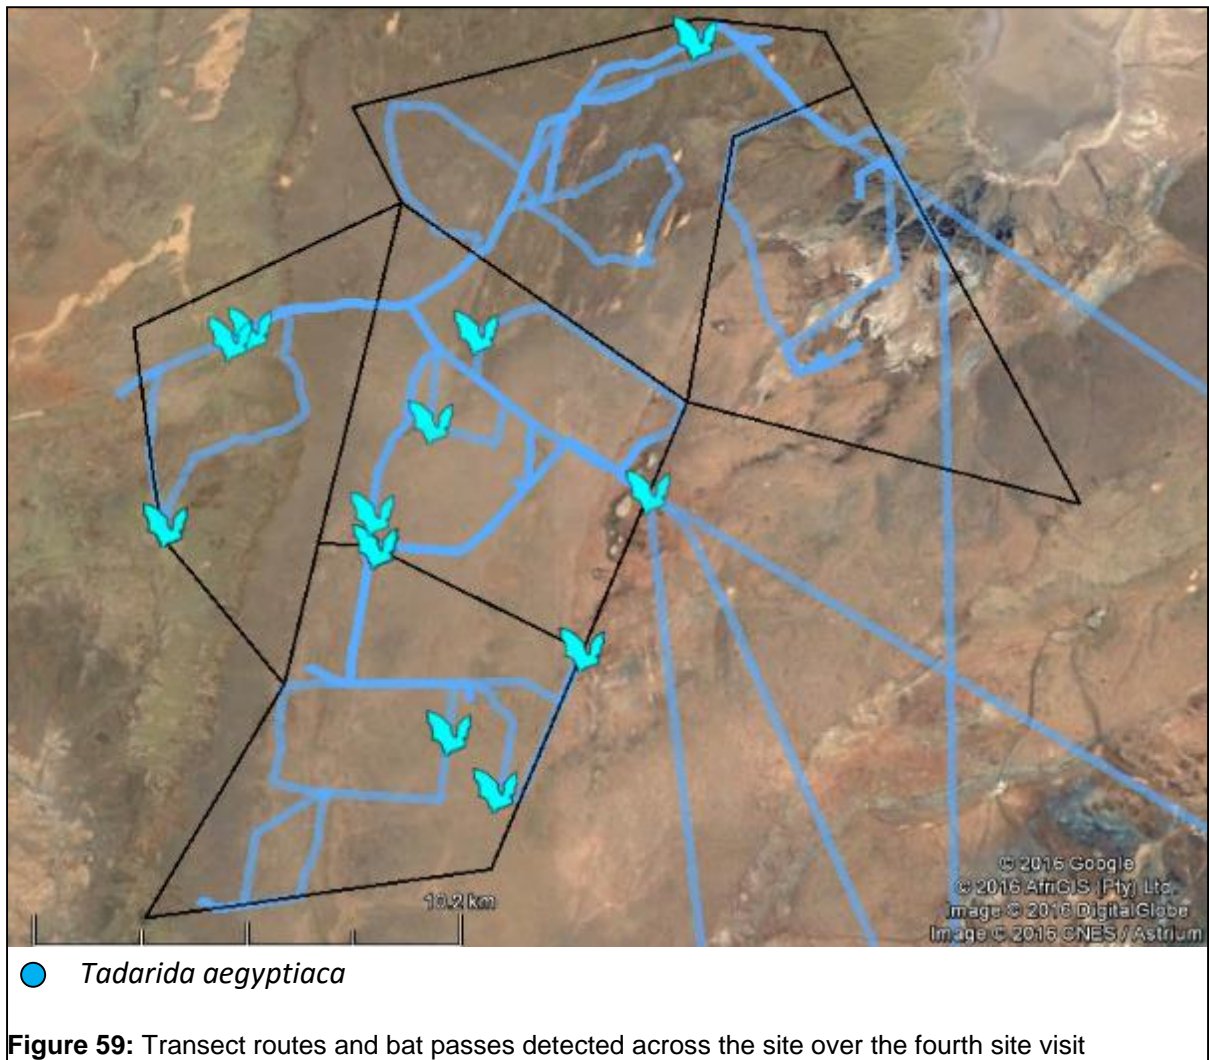 10.2 km
© 2016 Google
© 2016 AfriGIS (Pty) Ltd.
Image © 2016 DigitalGlobe
Image © 2016 CNES / Astrium
Tadarida aegyptiaca
Figure 59: Transect routes and bat passes detected across the site over the fourth site visit